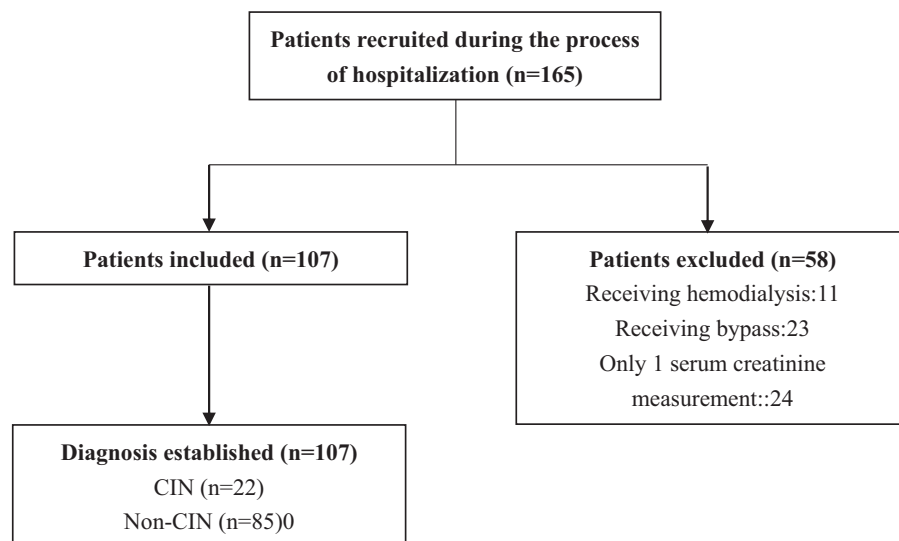 Patients recruited during the process
of hospitalization (n=165)
Patients included (n=107)
Patients excluded (n=58)
Receiving hemodialysis:11
Receiving bypass:23
Only 1 serum creatinine
measurement::24
Diagnosis established (n=107)
CIN (n=22)
Non-CIN (n=85)0